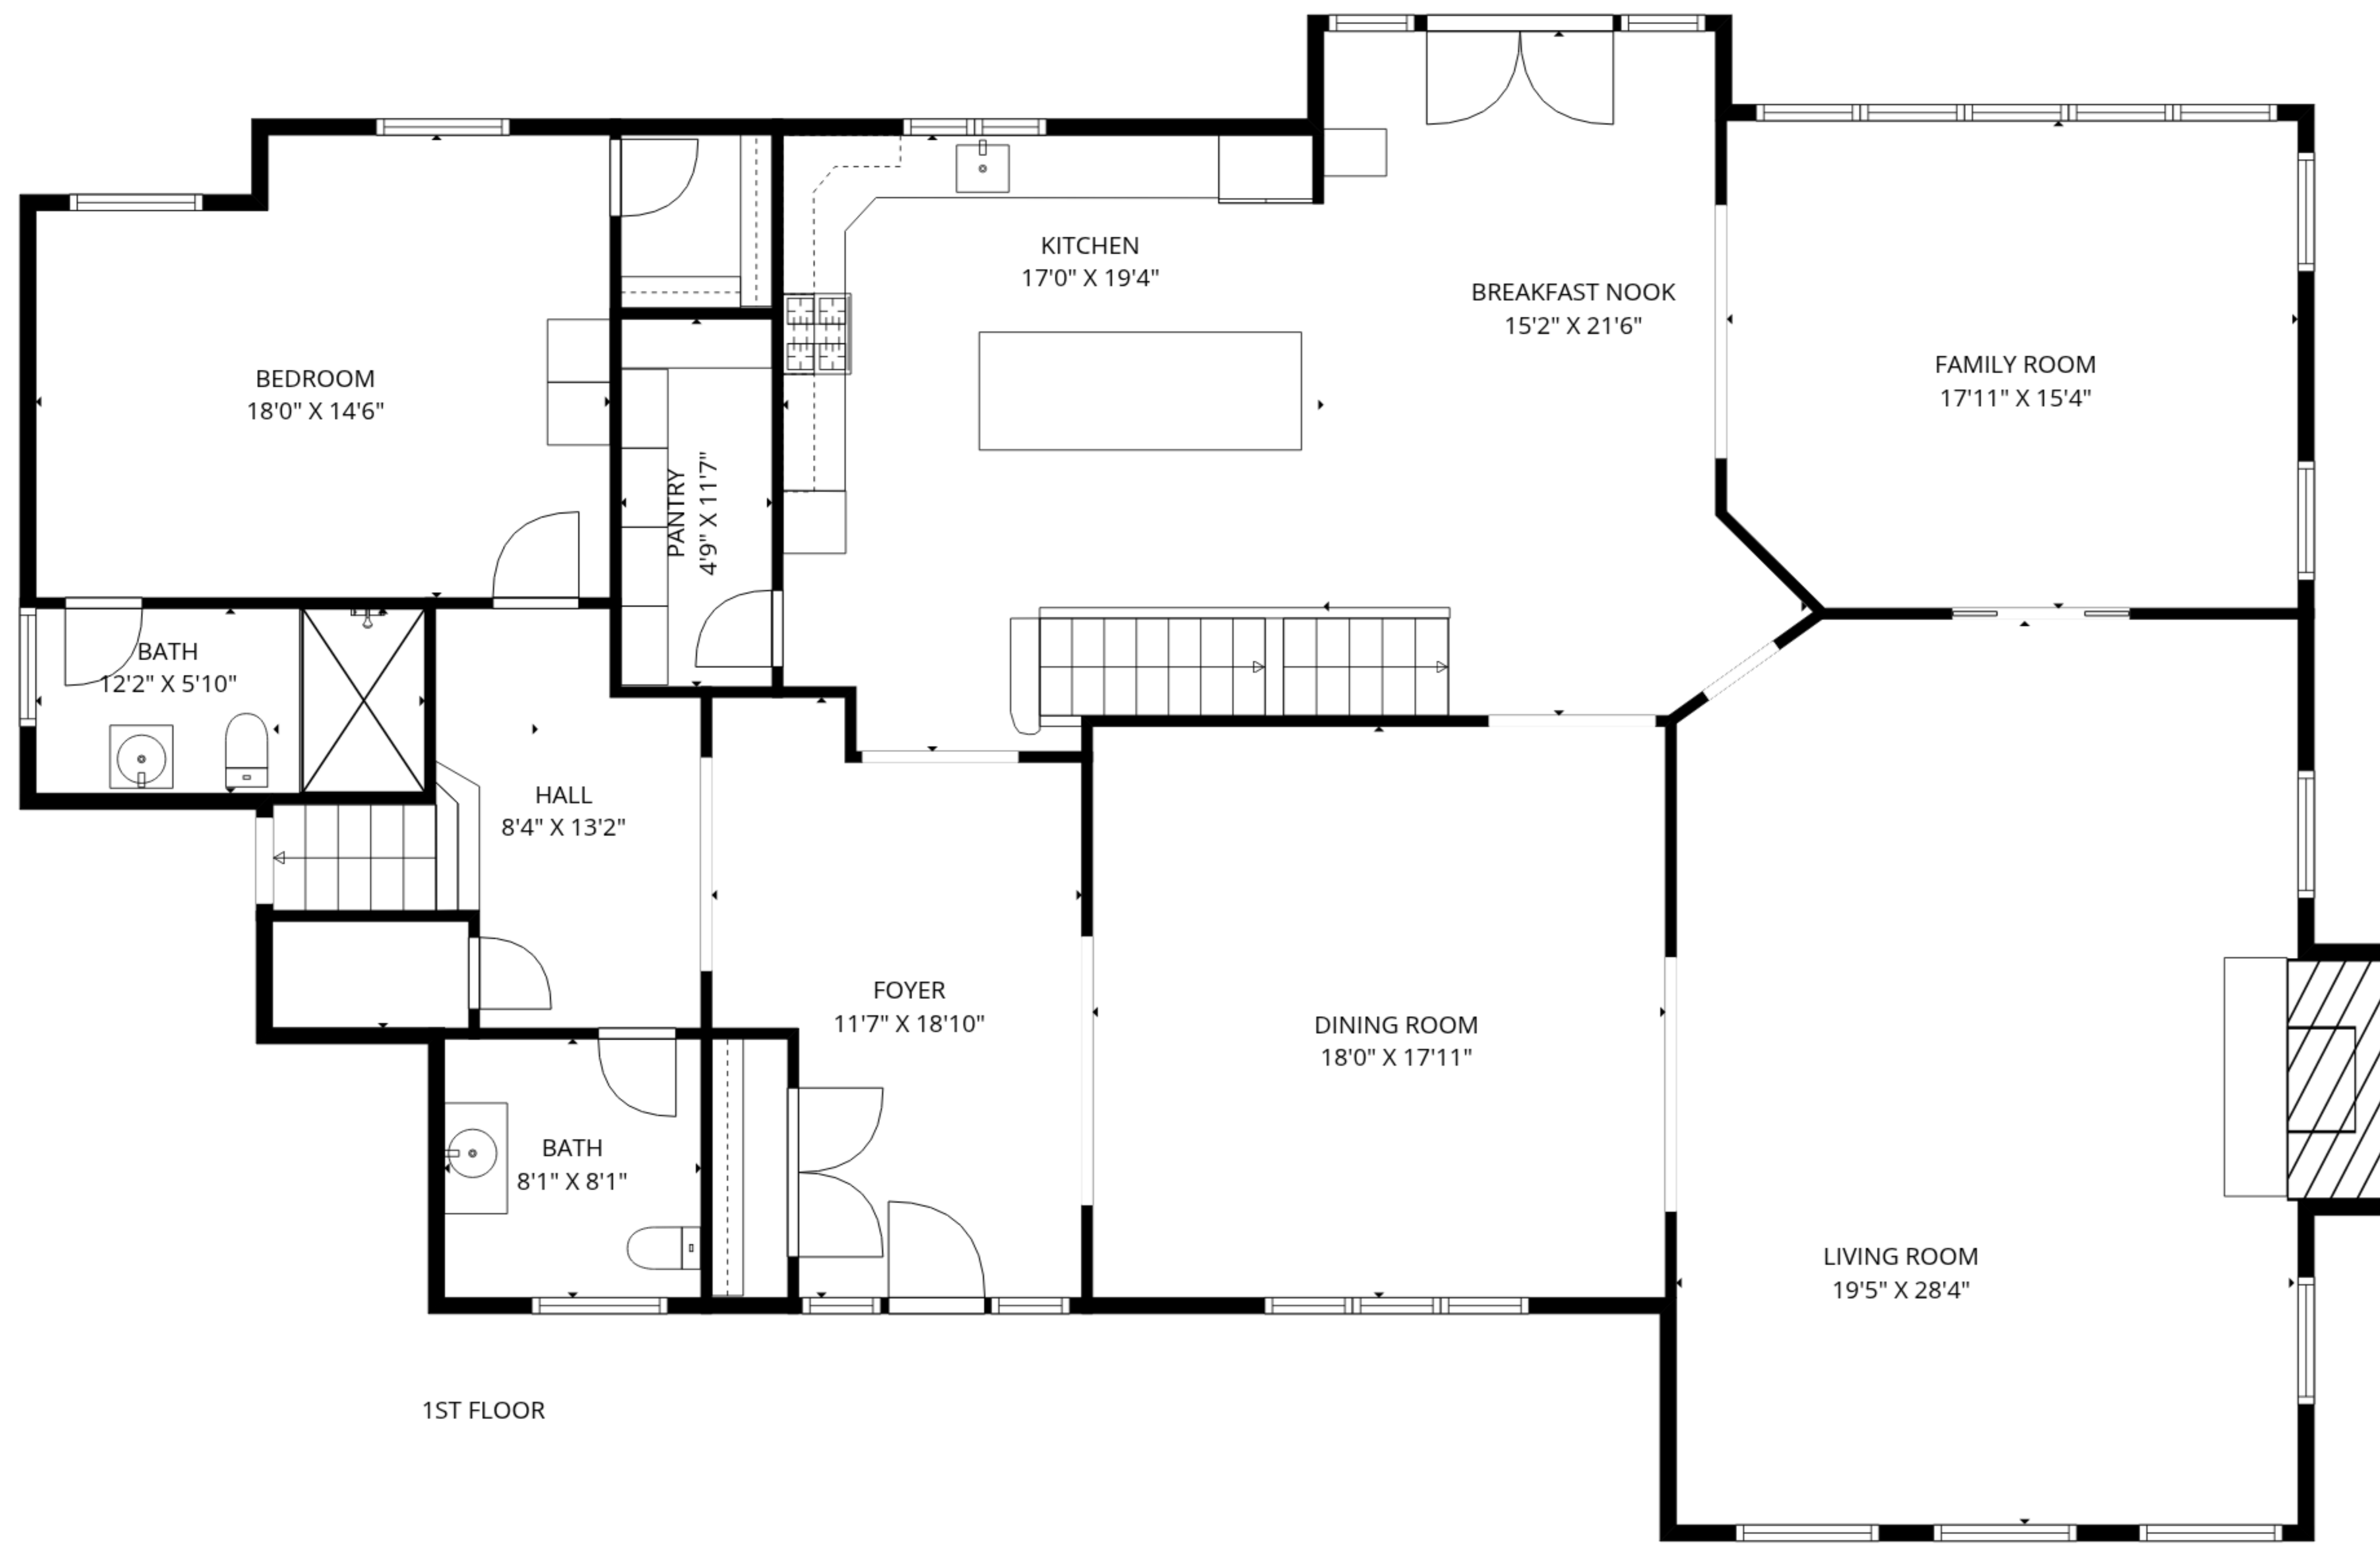 KITCHEN
17'0" X 19'4"
BREAKFAST NOOK
15'2" X 21'6"
FAMILY ROOM
17'11" X 15'4"
BEDROOM
18'0" X 14'6"
PANTRY
4'9" X 11'7"
BATH
12'2" X 5'10"
HALL
8'4" X 13'2"
FOYER
11'7" X 18'10"
DINING ROOM
18'0" X 17'11"
BATH
8'1" X 8'1"
LIVING ROOM
19'5" X 28'4"
1ST FLOOR